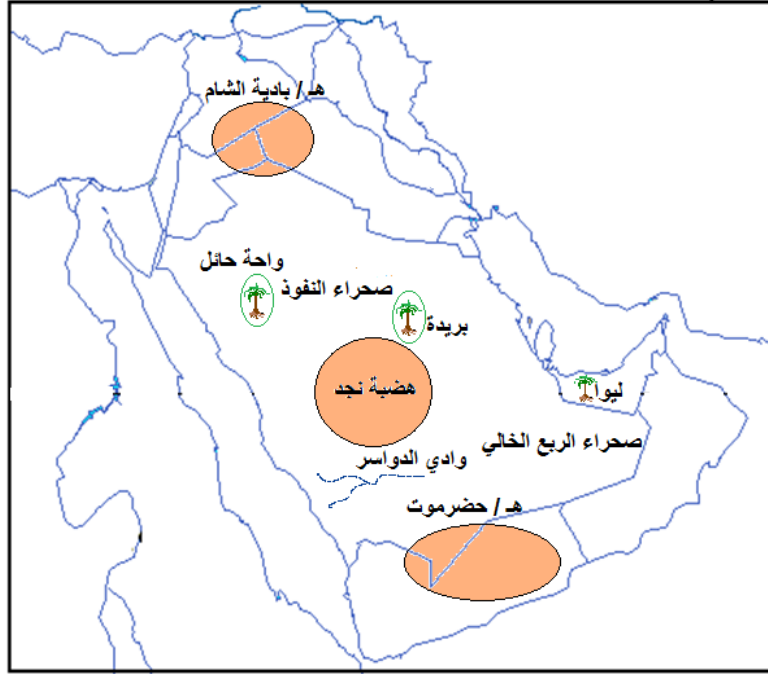 هـ / بادية الشام
واحة حائل
صحراء النفوذ
بريدة
هضبة نجد
ليوا
صحراء الربع الخالي
وادي الدواسر
هـ / حضرموت